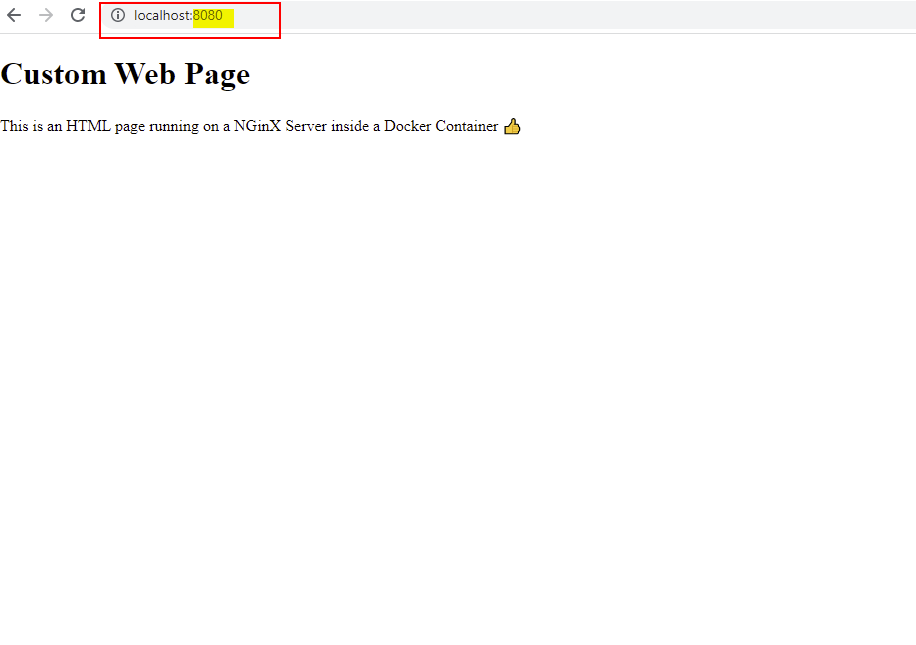 localhost:8080
Custom Web Page
This is an HTML page running on a NGinX Server inside a Docker Container 👍